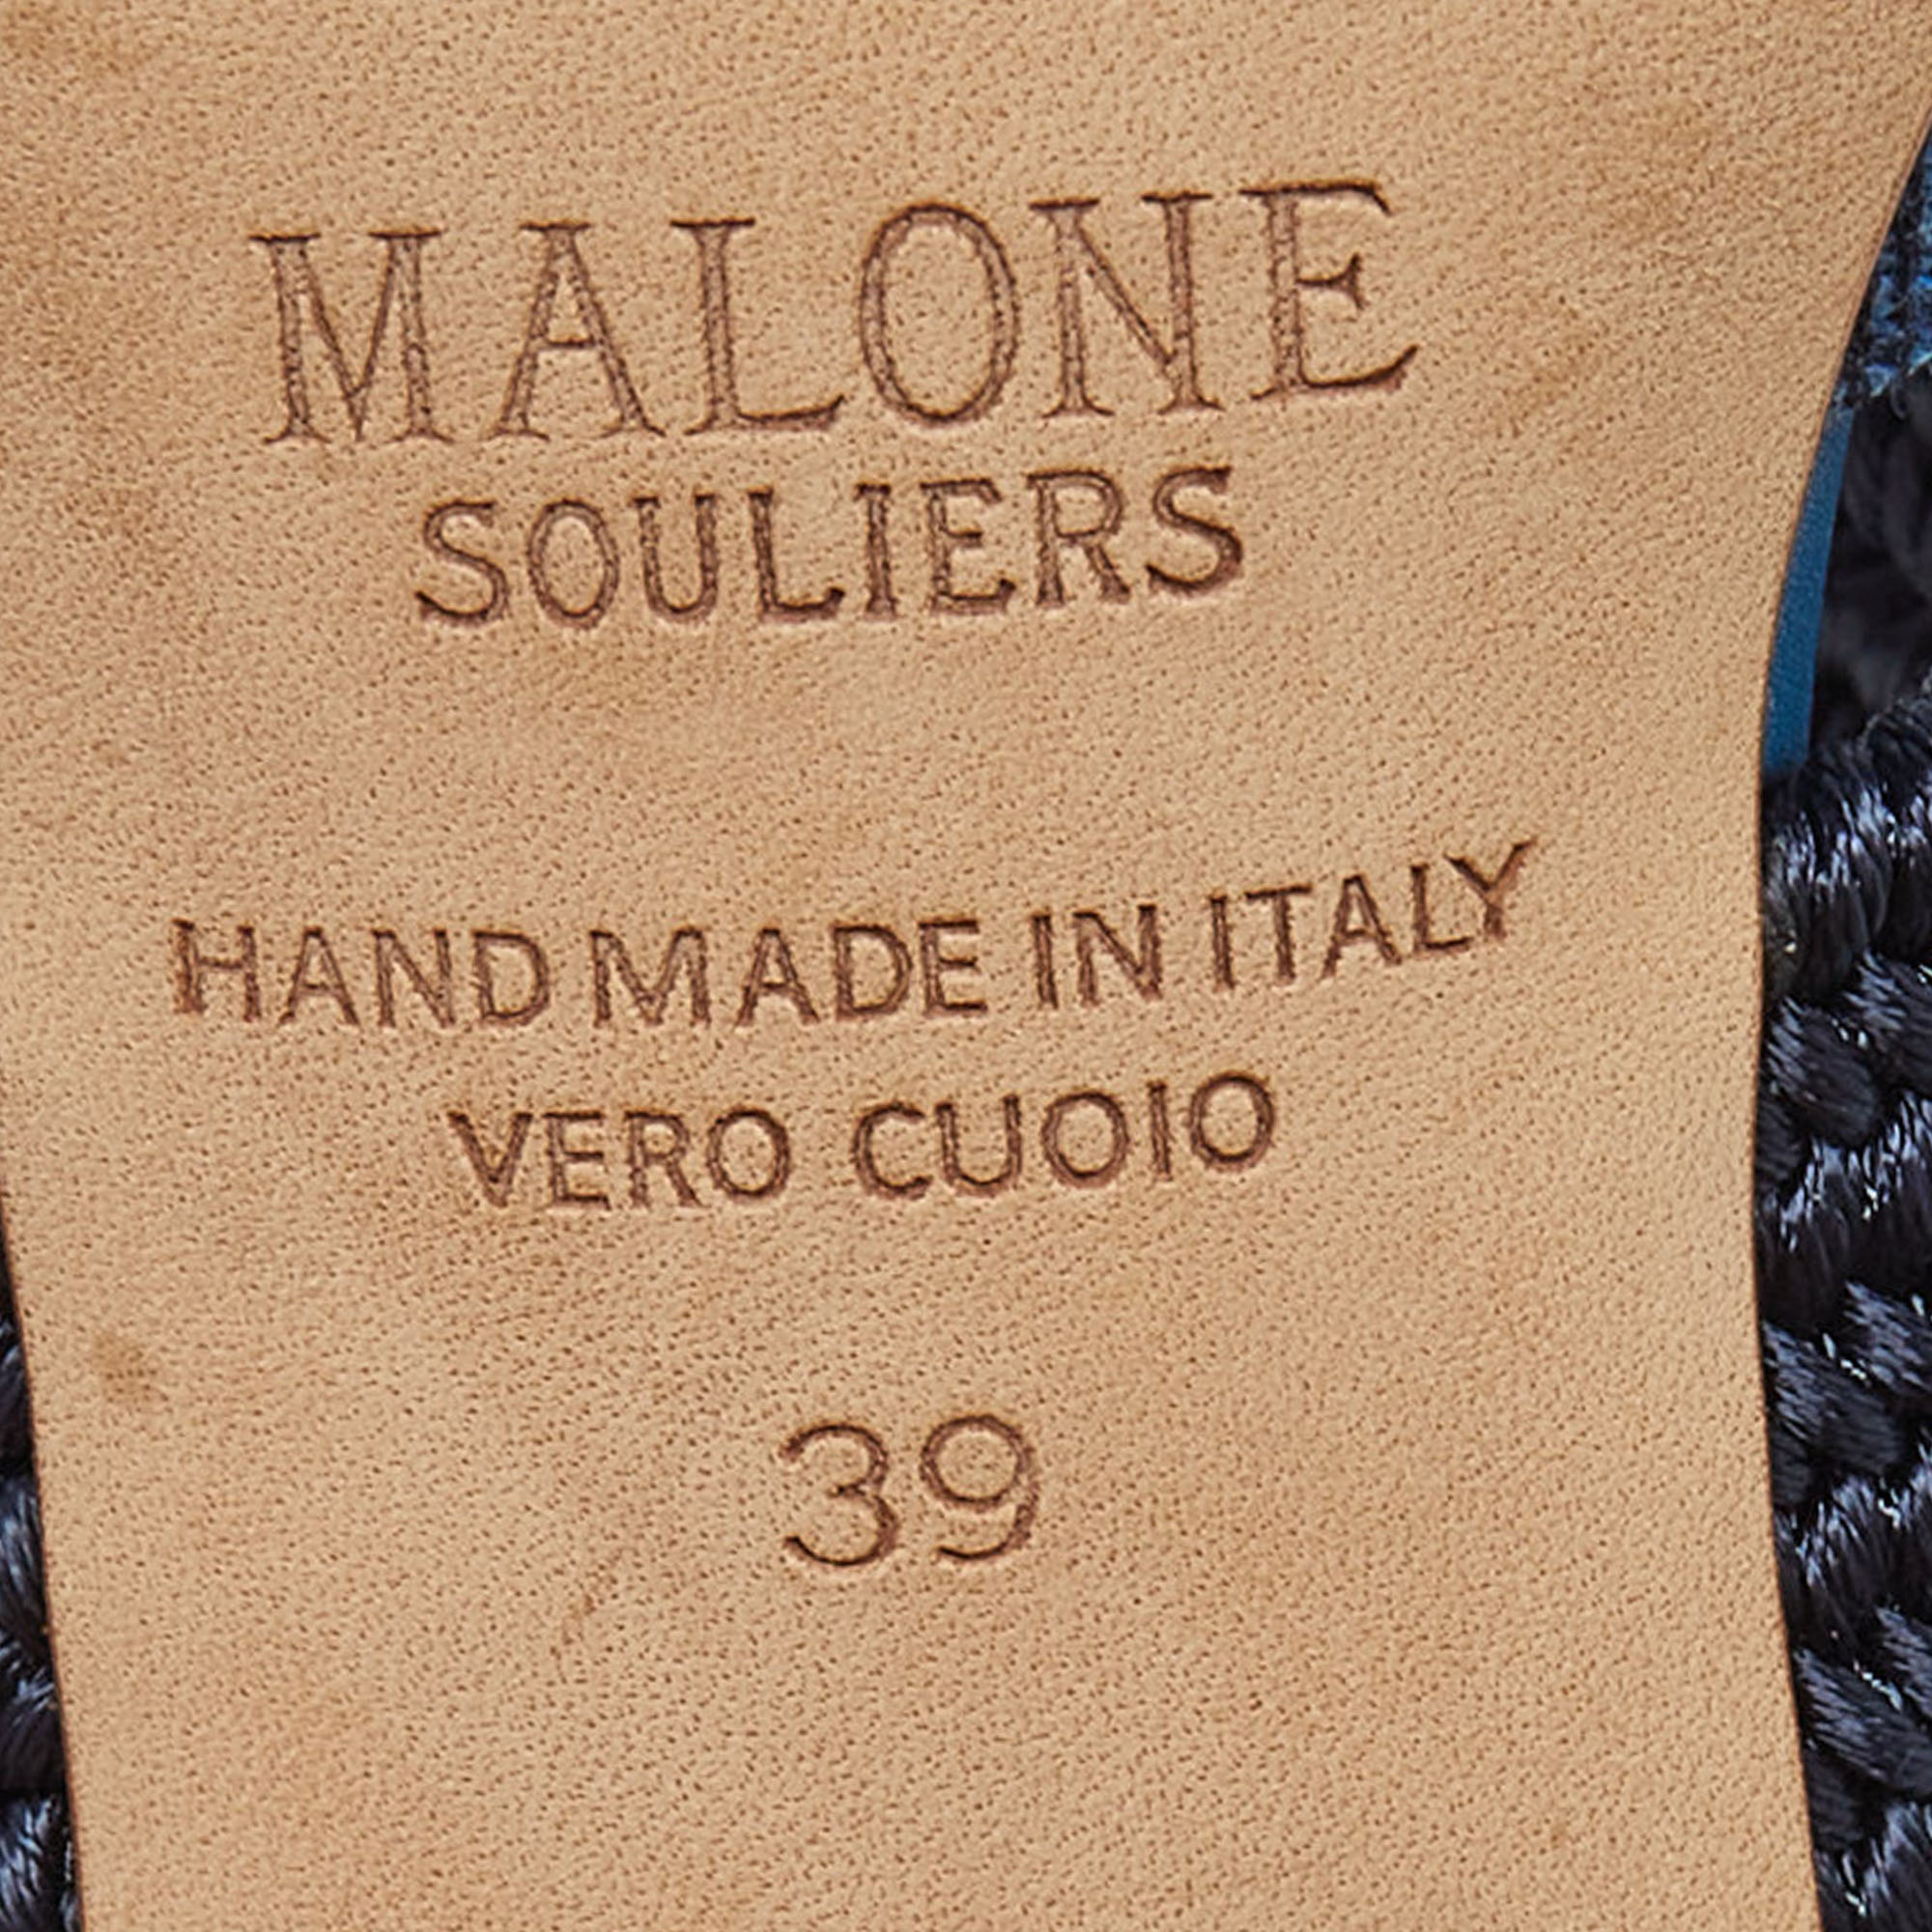 MALONE
SOULIERS
HAND MADE IN ITALY
VERO CUOIO
39